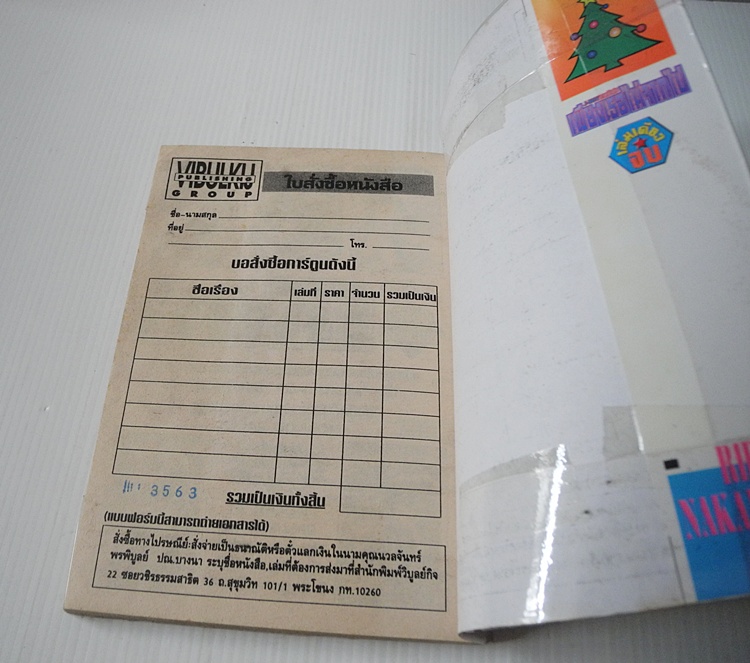 VIBULKIJ
PUBLISHING
GROUP
ใบสั่งซื้อหนังสือ
ชื่อ-นามสกุล
ที่อยู่
โทร.
ขอสั่งซื้อการ์ตูนดังนี้
ชื่อเรื่อง เล่มที่ ราคา จำนวน รวมเป็นเงิน
3563
รวมเป็นเงินทั้งสิ้น
(แบบฟอร์มนี้สามารถถ่ายเอกสารได้)
สั่งซื้อทางไปรษณีย์:สั่งจ่ายเป็นธนาณัติหรือตั๋วแลกเงินในนามคุณนวลจันทร์
พรพิบูลย์ ปณ.บางนา ระบุชื่อหนังสือ,เล่มที่ต้องการส่งมาที่สำนักพิมพ์วิบูลย์กิจ
22 ซอยวชิรธรรมสาธิต 36 ถ.สุขุมวิท 101/1 พระโขนง กท.10260
เล่มเดียว
จบ